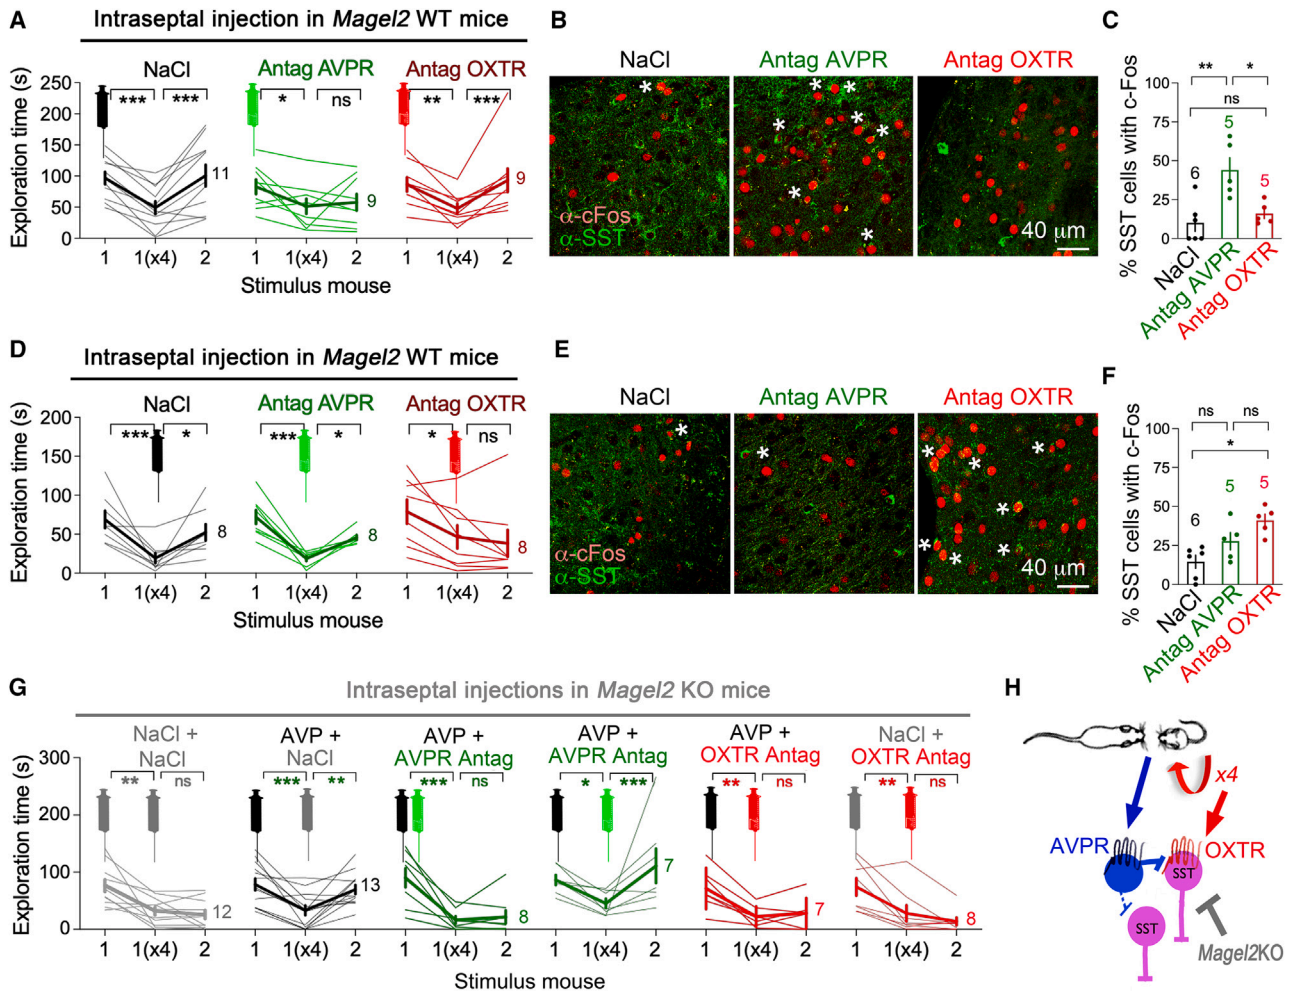 A
Intraseptal injection in Magel2 WT mice
NaCl
Antag AVPR
Antag OXTR
*** ***
* ns
** ***
Exploration time (s)
250
200
150
100
50
0
11
9
9
1 1(x4) 2
1 1(x4) 2
1 1(x4) 2
Stimulus mouse
B
NaCl
Antag AVPR
Antag OXTR
*
* * * * * * *
α-cFos
α-SST
40 µm
C
% SST cells with c-Fos
100
75
50
25
0
** *
ns
6
5
5
NaCl
Antag AVPR
Antag OXTR
D
Intraseptal injection in Magel2 WT mice
NaCl
Antag AVPR
Antag OXTR
*** *
*** *
* ns
Exploration time (s)
200
150
100
50
0
8
8
8
1 1(x4) 2
1 1(x4) 2
1 1(x4) 2
Stimulus mouse
E
NaCl
Antag AVPR
Antag OXTR
*
*
* * * * * * *
α-cFos
α-SST
40 µm
F
% SST cells with c-Fos
100
75
50
25
0
ns ns
*
6
5
5
NaCl
Antag AVPR
Antag OXTR
G
Intraseptal injections in Magel2 KO mice
NaCl +
NaCl
AVP +
NaCl
AVP +
AVPR Antag
AVP +
AVPR Antag
AVP +
OXTR Antag
NaCl +
OXTR Antag
** ns
*** **
*** ns
* ***
** ns
** ns
Exploration time (s)
300
200
100
0
12
13
8
7
7
8
1 1(x4) 2
1 1(x4) 2
1 1(x4) 2
1 1(x4) 2
1 1(x4) 2
1 1(x4) 2
Stimulus mouse
H
x4
AVPR
OXTR
SST
SST
Magel2KO